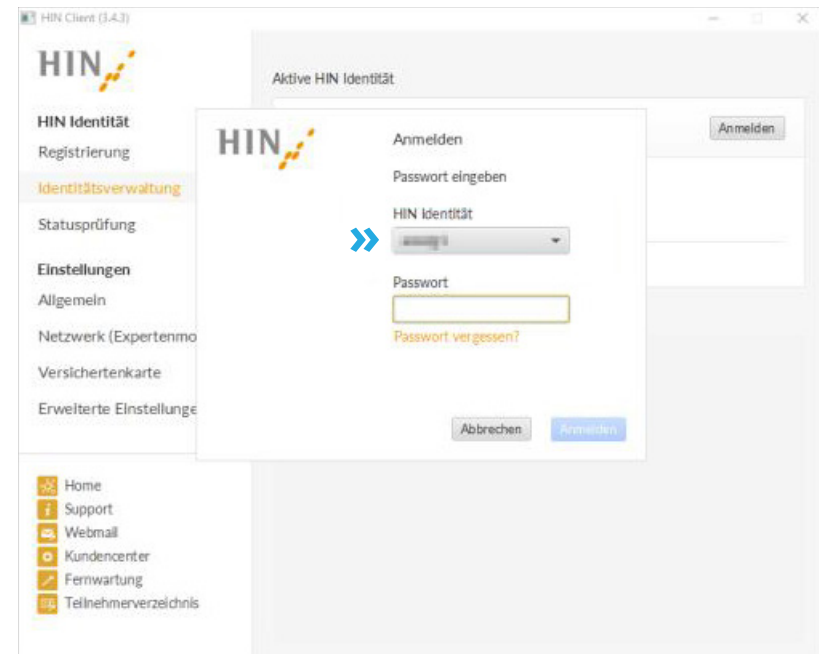 HIN Client (3.4.3)
HIN
Aktive HIN Identität
HIN Identität
Registrierung
Identitätsverwaltung
Statusprüfung
Einstellungen
Allgemein
Netzwerk (Expertenmo
Versichertenkarte
Erweiterte Einstellunge
Home
Support
Webmail
Kundencenter
Fernwartung
Teilnehmerverzeichnis
Anmelden
HIN
Anmelden
Passwort eingeben
HIN Identität
Passwort
Passwort vergessen?
Abbrechen
Anmelden